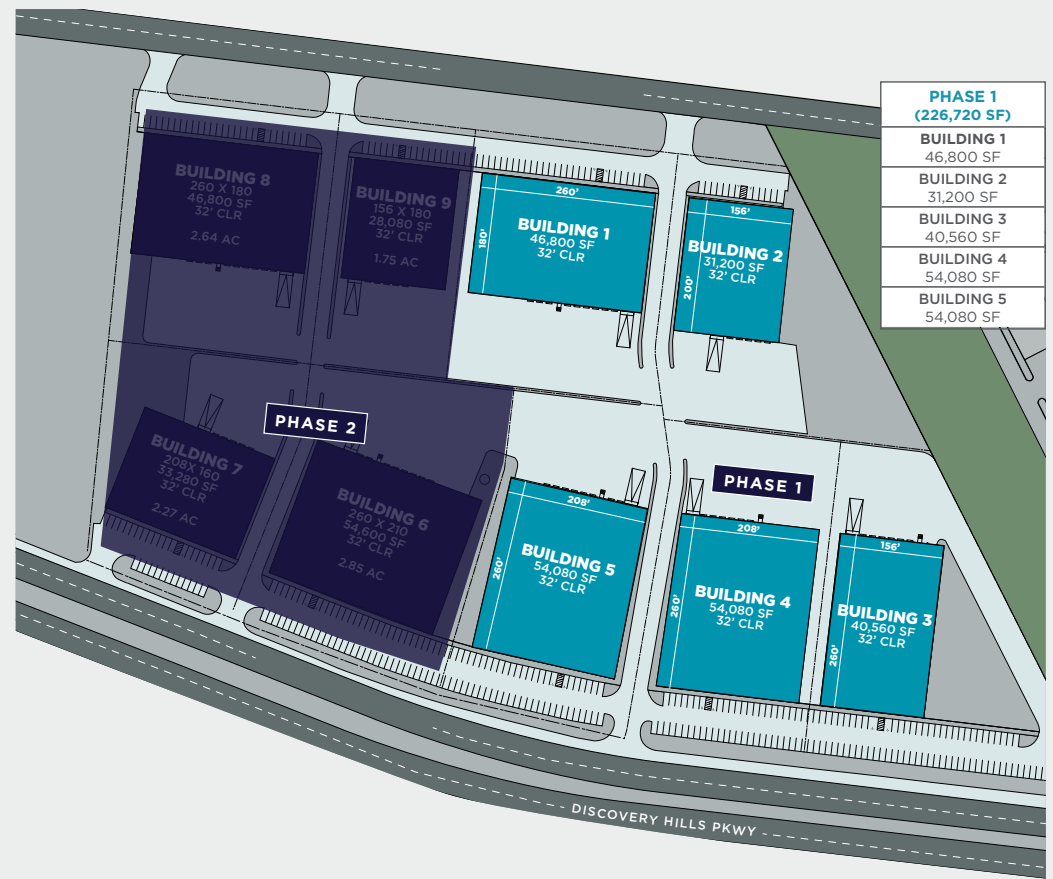 PHASE 1
(226,720 SF)
BUILDING 1
46,800 SF
BUILDING 2
31,200 SF
BUILDING 3
40,560 SF
BUILDING 4
54,080 SF
BUILDING 5
54,080 SF
BUILDING 8
260 X 180
46,800 SF
32' CLR
2.64 AC
BUILDING 9
156 X 180
28,080 SF
32' CLR
1.75 AC
260'
180'
BUILDING 1
46,800 SF
32' CLR
156'
200'
BUILDING 2
31,200 SF
32' CLR
PHASE 2
BUILDING 7
208X 160
33,280 SF
32' CLR
2.27 AC
BUILDING 6
260 X 210
54,600 SF
32' CLR
2.85 AC
PHASE 1
208'
260'
BUILDING 5
54,080 SF
32' CLR
208'
260'
BUILDING 4
54,080 SF
32' CLR
156'
260'
BUILDING 3
40,560 SF
32' CLR
DISCOVERY HILLS PKWY